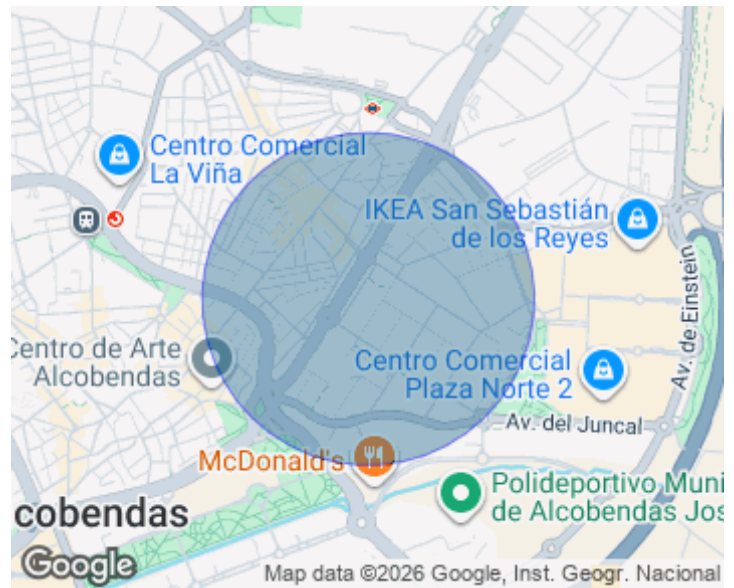 Centro Comercial
La Viña
IKEA San Sebastián
de los Reyes
Av. de Einstein
Centro de Arte
Alcobendas
Centro Comercial
Plaza Norte 2
Av. del Juncal
McDonald's
Polideportivo Muni
de Alcobendas Jos
cobendas
Google
Map data ©2026 Google, Inst. Geogr. Nacional